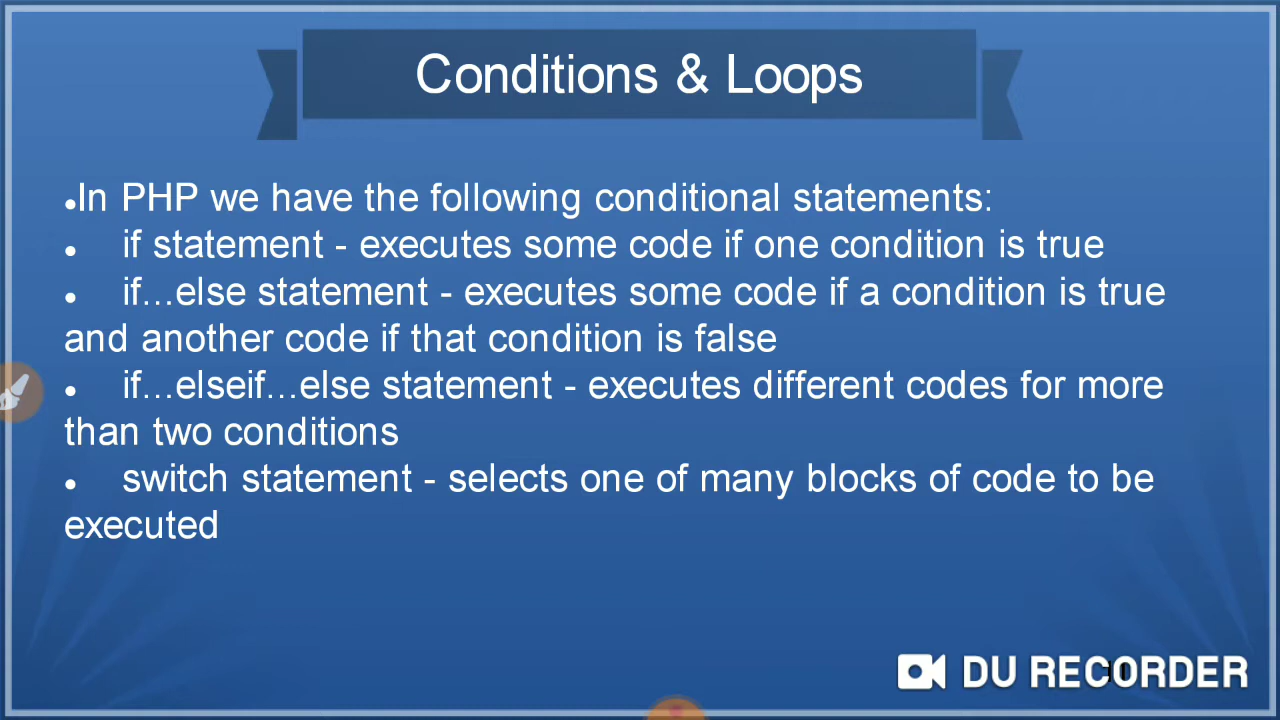 Conditions & Loops
●In PHP we have the following conditional statements:
● if statement - executes some code if one condition is true
● if...else statement - executes some code if a condition is true
and another code if that condition is false
● if...elseif...else statement - executes different codes for more
than two conditions
● switch statement - selects one of many blocks of code to be
executed
DU RECORDER